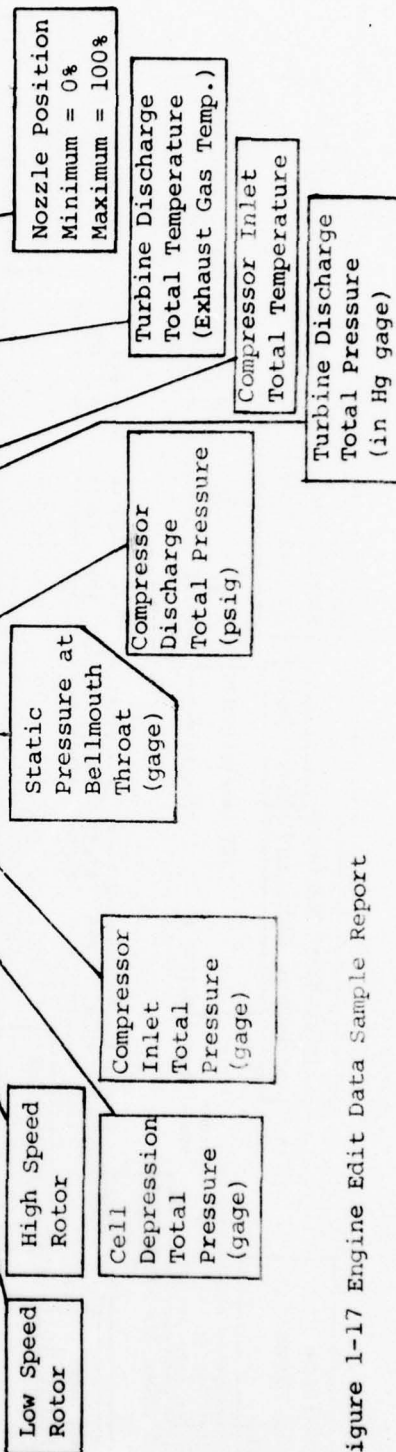 Low Speed
Rotor
High Speed
Rotor
Cell
Depression
Total
Pressure
(gage)
Compressor
Inlet
Total
Pressure
(gage)
Static
Pressure at
Bellmouth
Throat
(gage)
Compressor
Discharge
Total Pressure
(psig)
Nozzle Position
Minimum = 0%
Maximum = 100%
Turbine Discharge
Total Temperature
(Exhaust Gas Temp.)
Compressor Inlet
Total Temperature
Turbine Discharge
Total Pressure
(in Hg gage)
igure 1-17 Engine Edit Data Sample Report